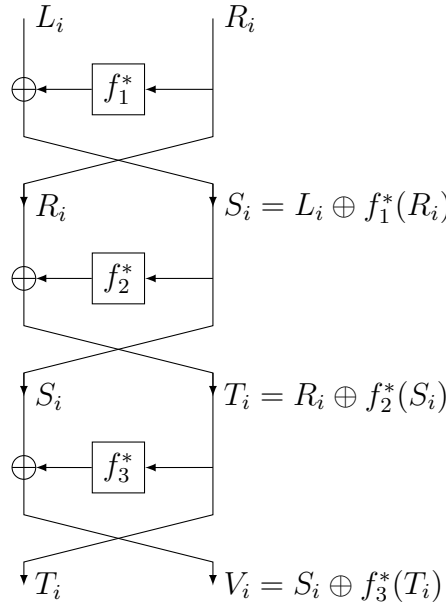 L_i R_i
⊕ f_1^*
R_i S_i = L_i ⊕ f_1^*(R_i)
⊕ f_2^*
S_i T_i = R_i ⊕ f_2^*(S_i)
⊕ f_3^*
T_i V_i = S_i ⊕ f_3^*(T_i)